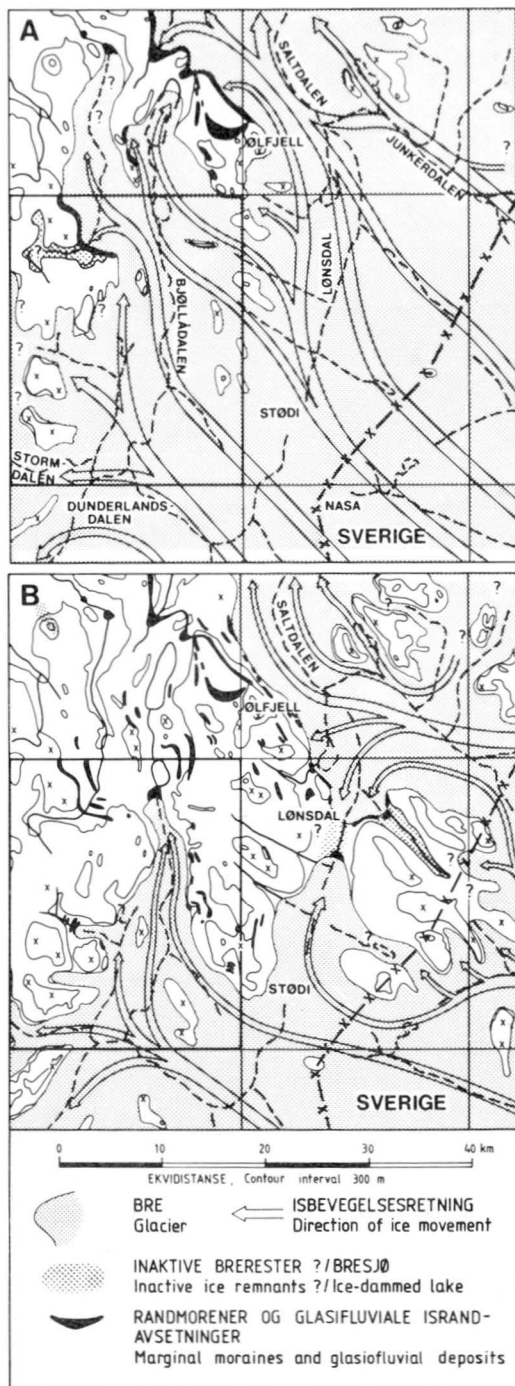 A
SALTDALEN
JUNKERDALEN
ØLFJELL
LØNSDAL
BJØLLÅDALEN
STØDI
STORM-
DALEN
DUNDERLANDS-
DALEN
NASA
SVERIGE
B
SALTDALEN
ØLFJELL
LØNSDAL
?
STØDI
SVERIGE
0 10 20 30 40 km
EKVIDISTANSE, Contour interval 300 m
BRE
Glacier
ISBEVEGELSESRETNING
Direction of ice movement
INAKTIVE BRERESTER ?/BRESJØ
Inactive ice remnants ?/Ice-dammed lake
RANDMORENER OG GLASIFLUVIALE ISRAND-
AVSETNINGER
Marginal moraines and glasiofluvial deposits